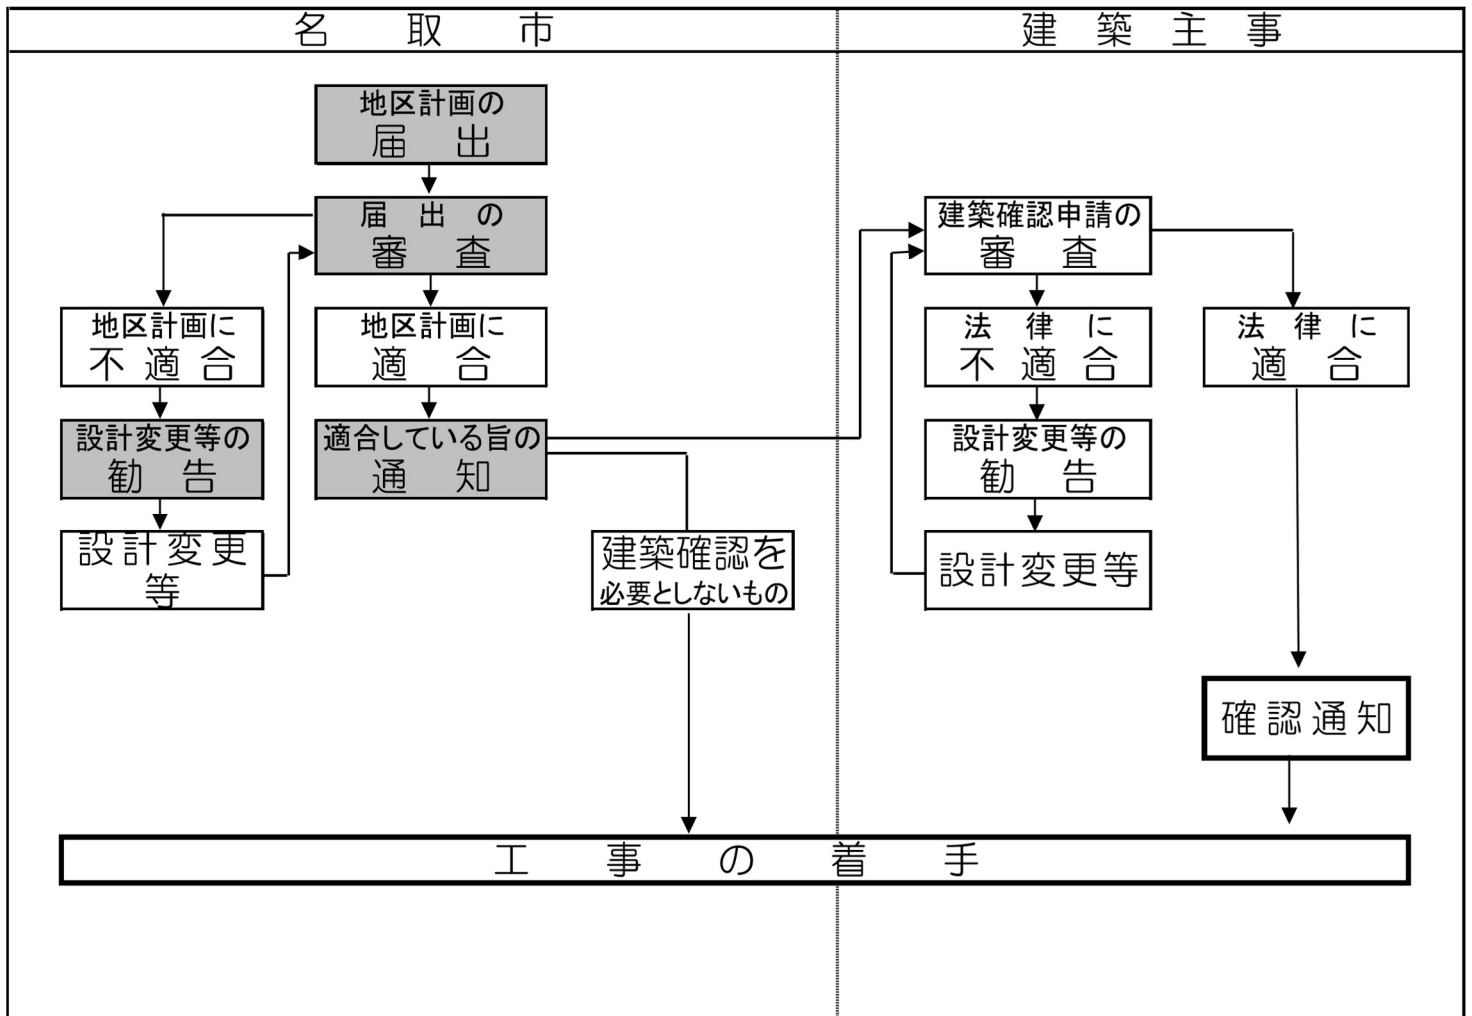 名取市
建築主事
地区計画の
届出
届出の
審査
地区計画に
不適合
地区計画に
適合
設計変更等の
勧告
適合している旨の
通知
設計変更
等
建築確認を
必要としないもの
建築確認申請の
審査
法律に
不適合
法律に
適合
設計変更等の
勧告
設計変更等
確認通知
工事の着手